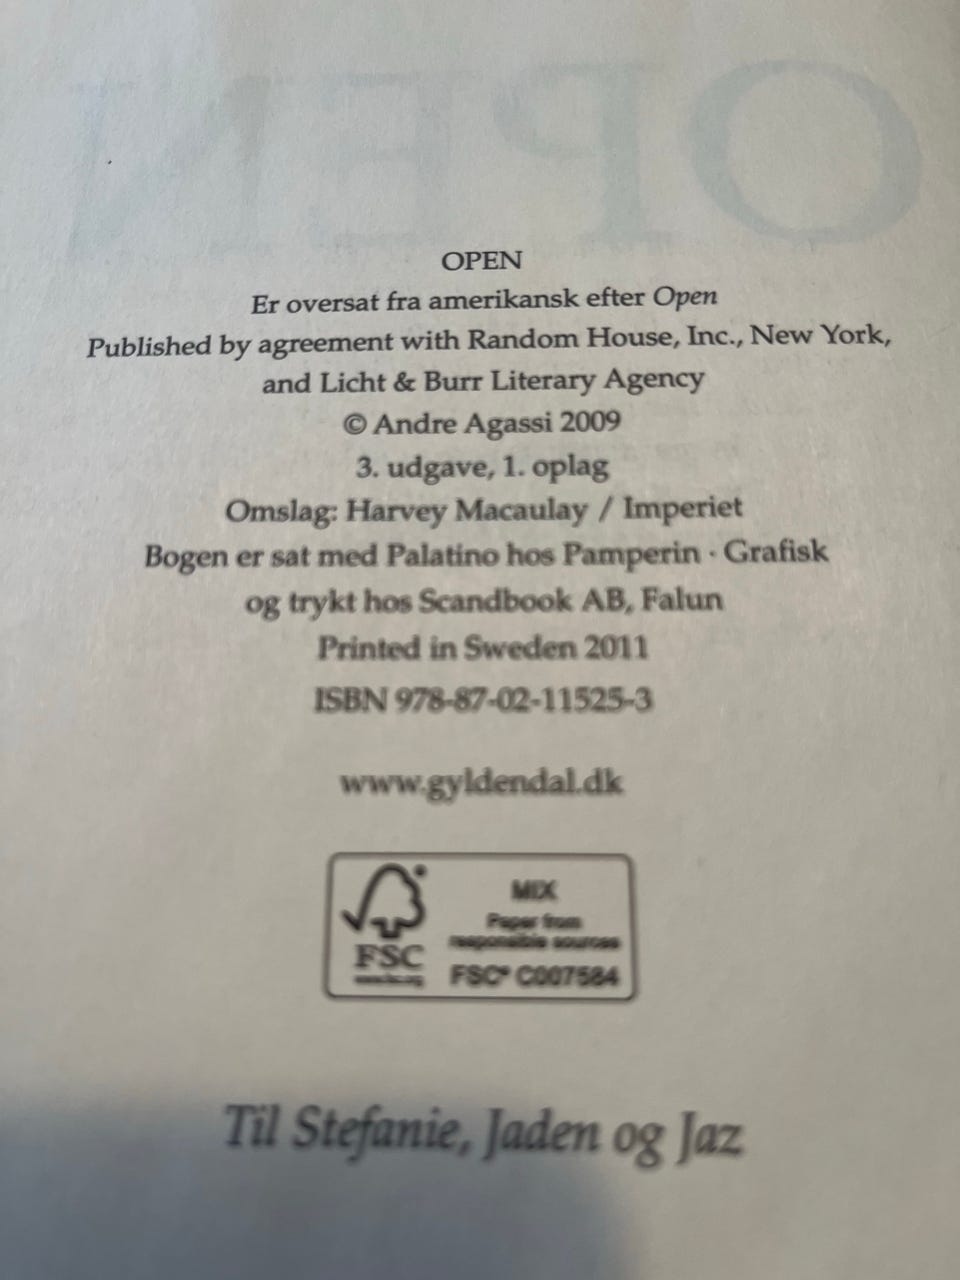 OPEN
OPEN
Er oversat fra amerikansk efter Open
Published by agreement with Random House, Inc., New York,
and Licht & Burr Literary Agency
© Andre Agassi 2009
3. udgave, 1. oplag
Omslag: Harvey Macaulay / Imperiet
Bogen er sat med Palatino hos Pamperin · Grafisk
og trykt hos Scandbook AB, Falun
Printed in Sweden 2011
ISBN 978-87-02-11525-3
www.gyldendal.dk
FSC
MIX
Paper from
responsible sources
FSC® C007584
Til Stefanie, Jaden og Jaz